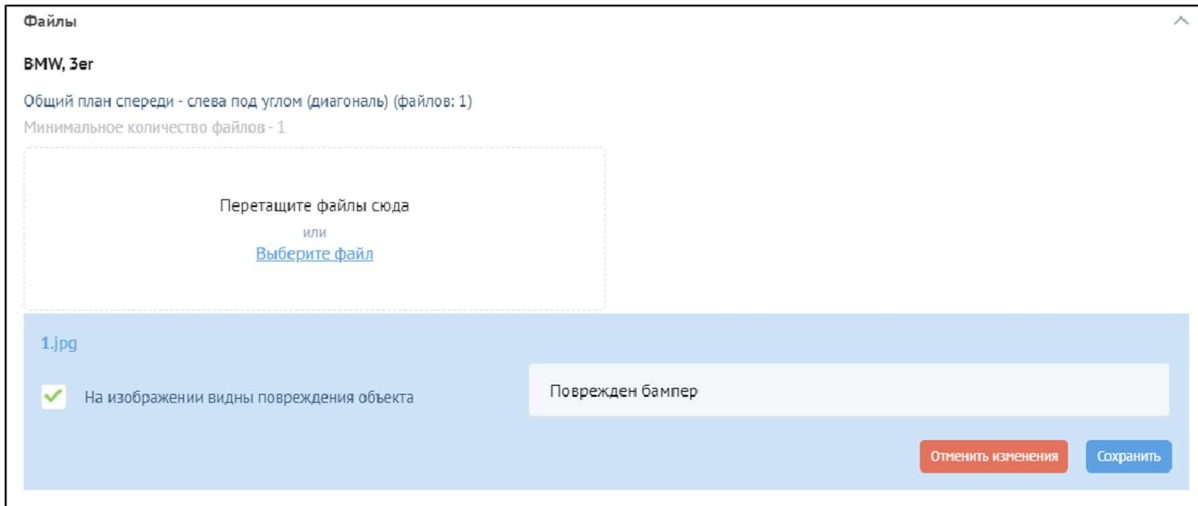 Файлы
BMW, 3er
Общий план спереди - слева под углом (диагональ) (файлов: 1)
Минимальное количество файлов - 1
Перетащите файлы сюда
или
Выберите файл
1.jpg
На изображении видны повреждения объекта
Поврежден бампер
Отменить изменения
Сохранить